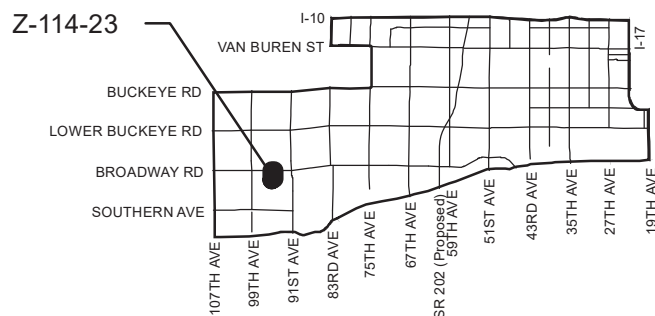 Z-114-23
I-10
I-17
VAN BUREN ST
BUCKEYE RD
LOWER BUCKEYE RD
BROADWAY RD
SOUTHERN AVE
107TH AVE
99TH AVE
91ST AVE
83RD AVE
75TH AVE
67TH AVE
SR 202 (Proposed)
59TH AVE
51ST AVE
43RD AVE
35TH AVE
27TH AVE
19TH AVE